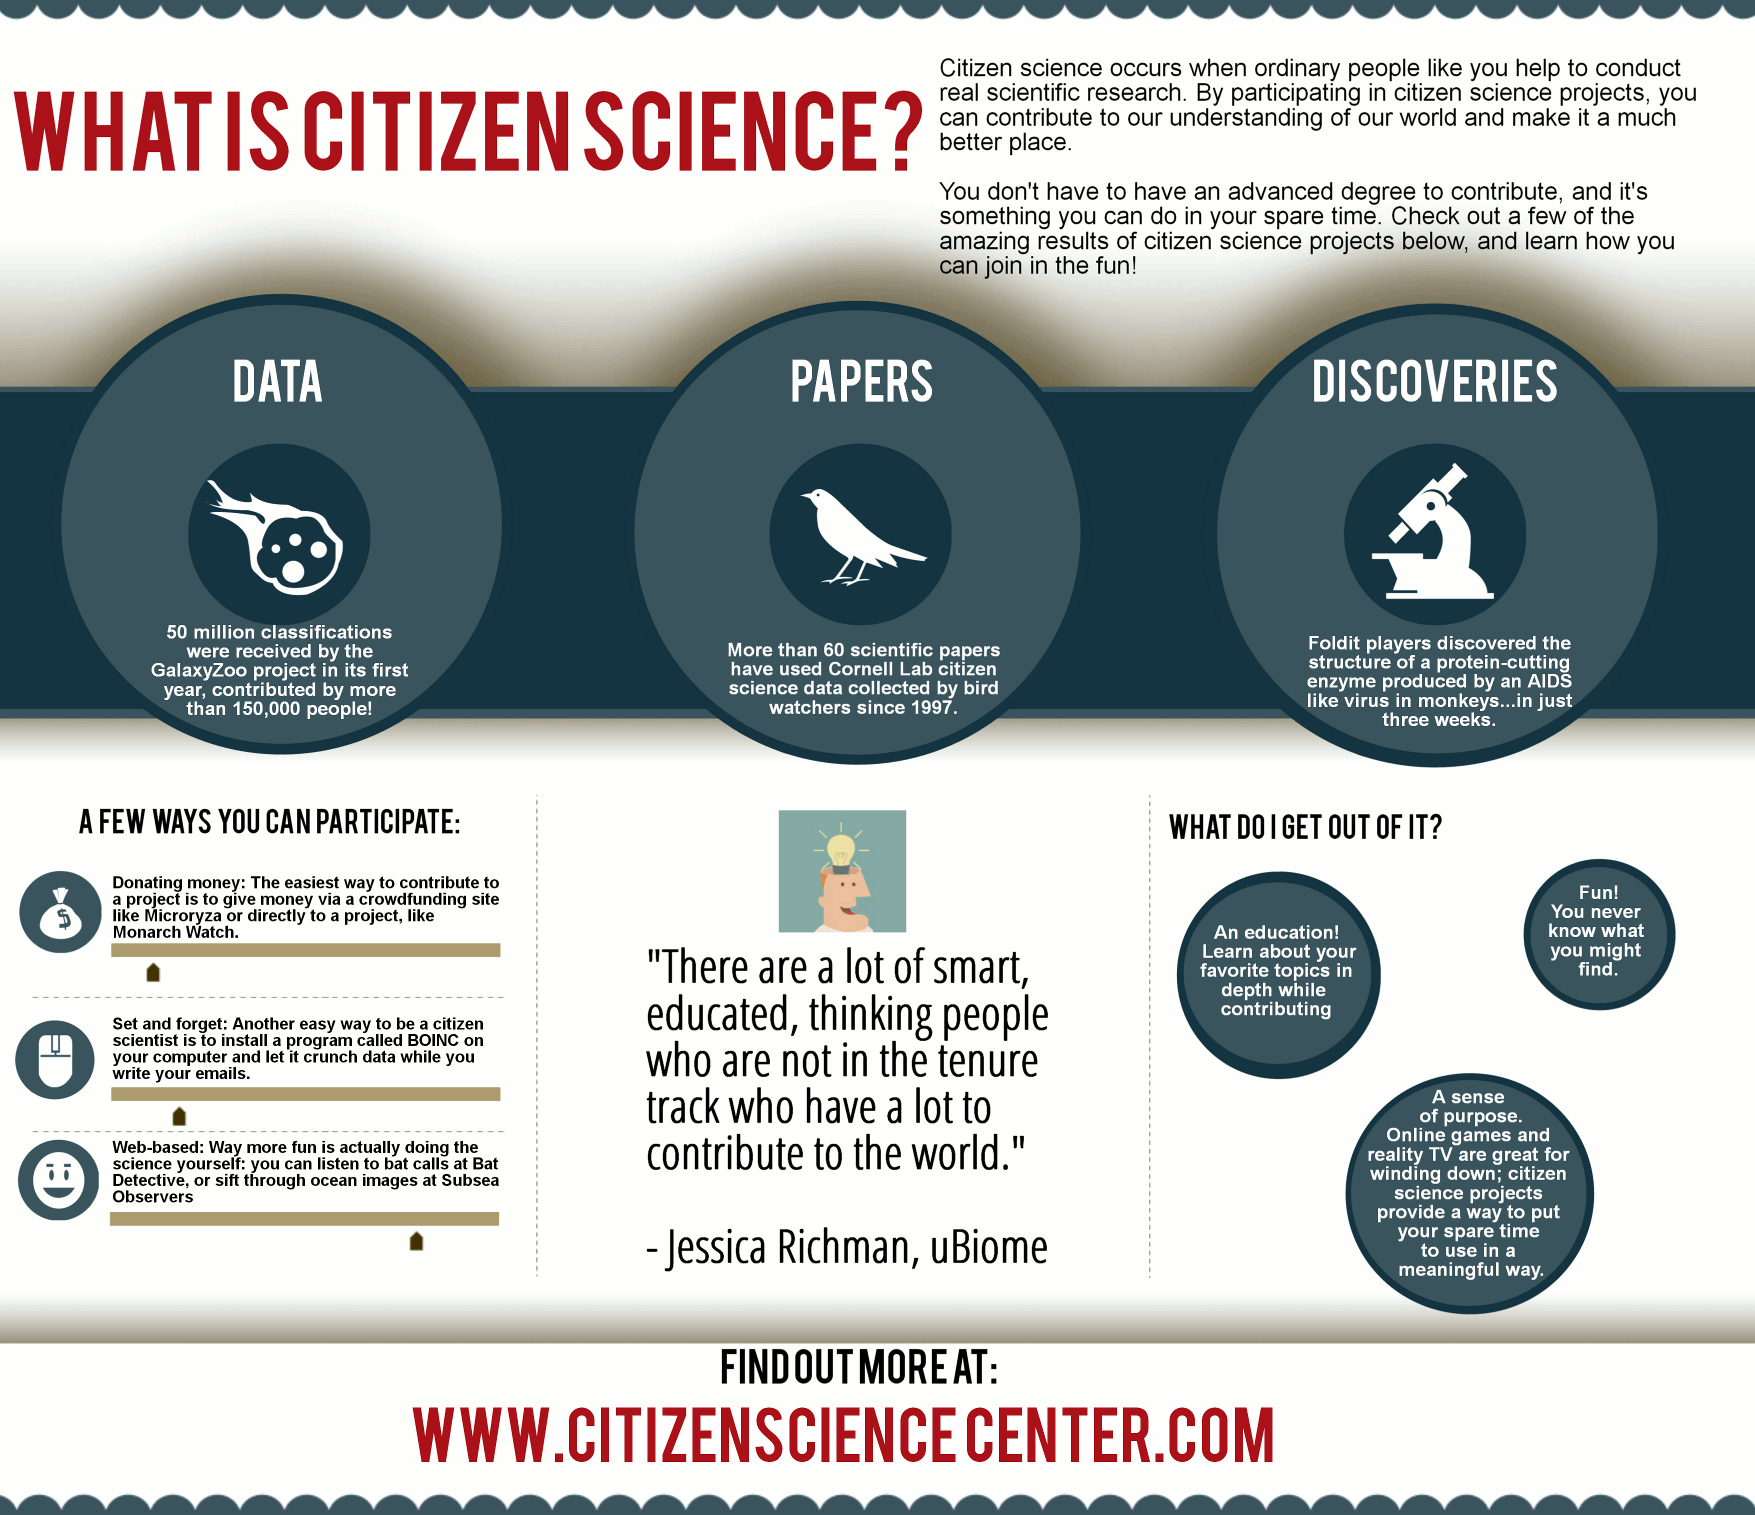 WHAT IS CITIZEN SCIENCE?
Citizen science occurs when ordinary people like you help to conduct
real scientific research. By participating in citizen science projects, you
can contribute to our understanding of our world and make it a much
better place.
You don't have to have an advanced degree to contribute, and it's
something you can do in your spare time. Check out a few of the
amazing results of citizen science projects below, and learn how you
can join in the fun!
DATA
50 million classifications
were received by the
GalaxyZoo project in its first
year, contributed by more
than 150,000 people!
PAPERS
More than 60 scientific papers
have used Cornell Lab citizen
science data collected by bird
watchers since 1997.
DISCOVERIES
Foldit players discovered the
structure of a protein-cutting
enzyme produced by an AIDS
like virus in monkeys...in just
three weeks.
A FEW WAYS YOU CAN PARTICIPATE:
$
Donating money: The easiest way to contribute to
a project is to give money via a crowdfunding site
like Microryza or directly to a project, like
Monarch Watch.
Set and forget: Another easy way to be a citizen
scientist is to install a program called BOINC on
your computer and let it crunch data while you
write your emails.
Web-based: Way more fun is actually doing the
science yourself: you can listen to bat calls at Bat
Detective, or sift through ocean images at Subsea
Observers
"There are a lot of smart,
educated, thinking people
who are not in the tenure
track who have a lot to
contribute to the world."
- Jessica Richman, uBiome
WHAT DO I GET OUT OF IT?
An education!
Learn about your
favorite topics in
depth while
contributing
Fun!
You never
know what
you might
find.
A sense
of purpose.
Online games and
reality TV are great for
winding down; citizen
science projects
provide a way to put
your spare time
to use in a
meaningful way.
FIND OUT MORE AT:
WWW.CITIZENSCIENCECENTER.COM